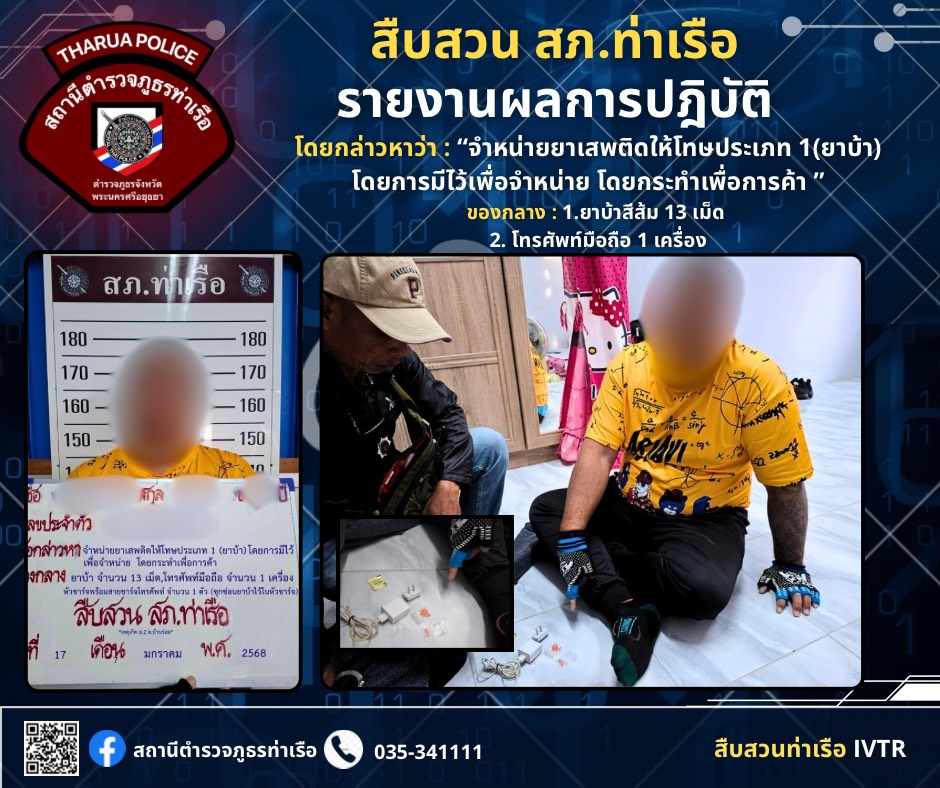 THARUA POLICE
สถานีตำรวจภูธรท่าเรือ
ตำรวจภูธรจังหวัด
พระนครศรีอยุธยา
สืบสวน สภ.ท่าเรือ
รายงานผลการปฏิบัติ
โดยกล่าวหาว่า : “จำหน่ายยาเสพติดให้โทษประเภท 1(ยาบ้า)
โดยการมีไว้เพื่อจำหน่าย โดยกระทำเพื่อการค้า ”
ของกลาง : 1.ยาบ้าสีส้ม 13 เม็ด
2. โทรศัพท์มือถือ 1 เครื่อง
สภ.ท่าเรือ
180 180
170 170
160 160
150 150
สกุล
ลขประจำตัว
จำหน่ายยาเสพติดให้โทษประเภท 1 (ยาบ้า) โดยการมีไว้
เพื่อจำหน่าย โดยกระทำเพื่อการค้า
ยาบ้า จำนวน 13 เม็ด,โทรศัพท์มือถือ จำนวน 1 เครื่อง
หัวชาร์จพร้อมสายชาร์จโทรศัพท์ จำนวน 1 ตัว (ซุกซ่อนยาบ้าไว้ในหัวชาร์จ)
สืบสวน สภ.ท่าเรือ
ที่ 17 เดือน มกราคม พ.ศ. 2568
P
สถานีตำรวจภูธรท่าเรือ 035-341111
สืบสวนท่าเรือ IVTR